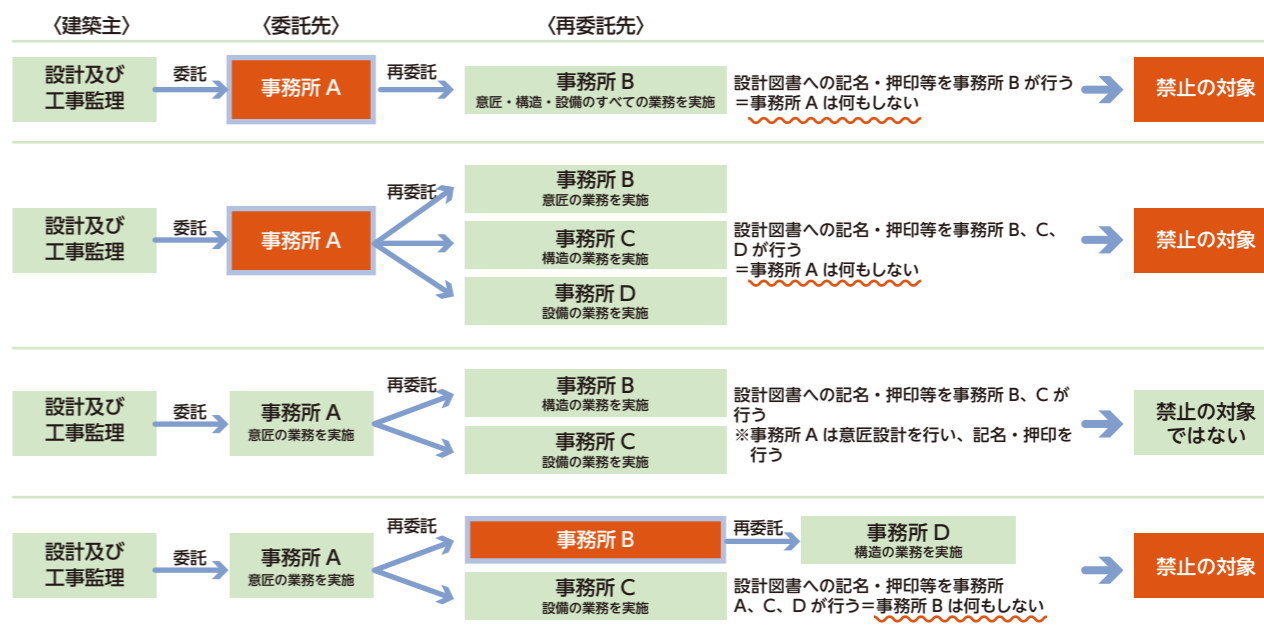 〈建築主〉
〈委託先〉
〈再委託先〉
設計及び
工事監理
委託
事務所 A
再委託
事務所 B
意匠・構造・設備のすべての業務を実施
設計図書への記名・押印等を事務所 B が行う
＝事務所 A は何もしない
禁止の対象
設計及び
工事監理
委託
事務所 A
再委託
事務所 B
意匠の業務を実施
事務所 C
構造の業務を実施
事務所 D
設備の業務を実施
設計図書への記名・押印等を事務所 B、C、
D が行う
＝事務所 A は何もしない
禁止の対象
設計及び
工事監理
委託
事務所 A
意匠の業務を実施
再委託
事務所 B
構造の業務を実施
事務所 C
設備の業務を実施
設計図書への記名・押印等を事務所 B、C が
行う
※事務所 A は意匠設計を行い、記名・押印を
行う
禁止の対象
ではない
設計及び
工事監理
委託
事務所 A
意匠の業務を実施
再委託
事務所 B
再委託
事務所 D
構造の業務を実施
事務所 C
設備の業務を実施
設計図書への記名・押印等を事務所
A、C、D が行う＝事務所 B は何もしない
禁止の対象